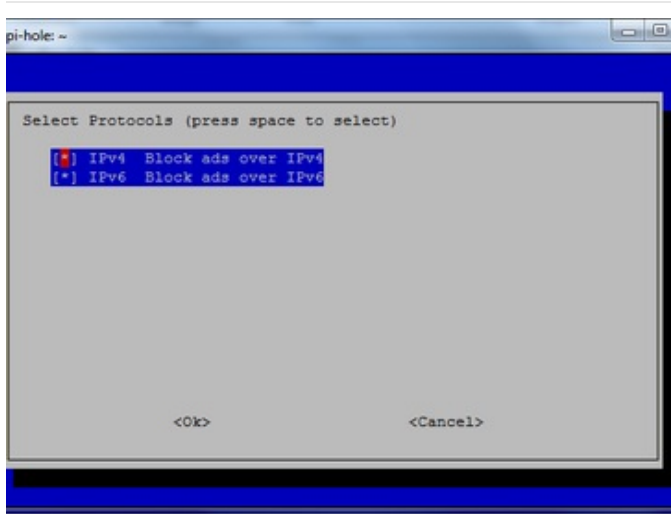 pi-hole: ~
Select Protocols (press space to select)
[*] IPv4 Block ads over IPv4
[*] IPv6 Block ads over IPv6
<Ok> <Cancel>